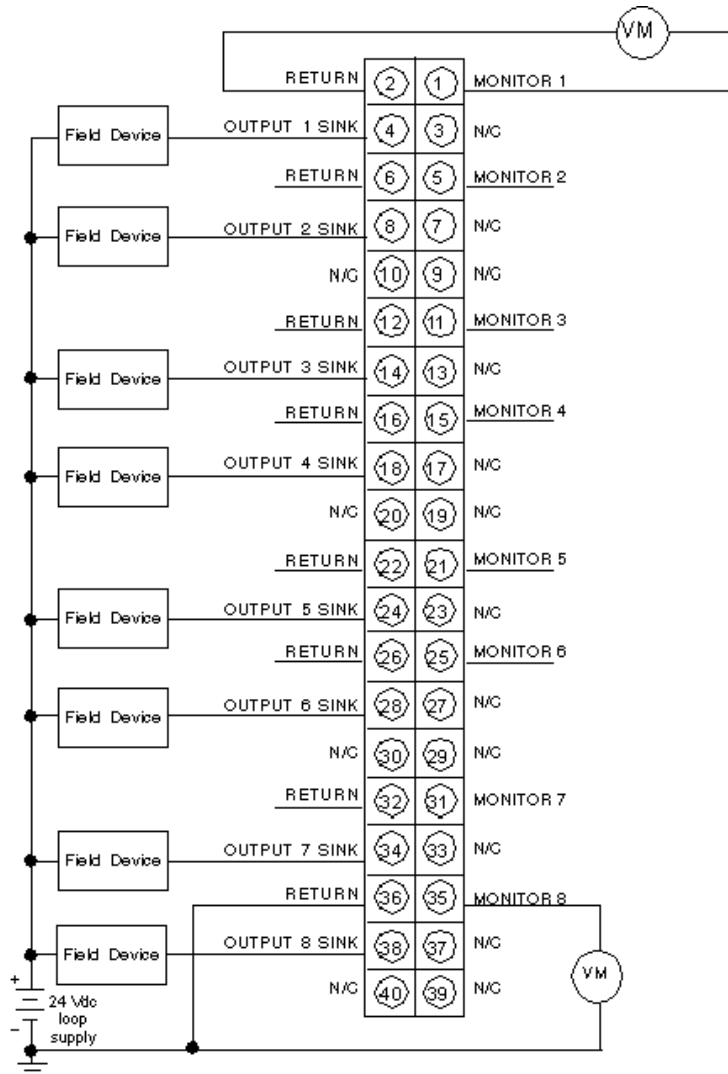 VM
RETURN 2 1 MONITOR 1
Field Device OUTPUT 1 SINK 4 3 N/C
RETURN 6 5 MONITOR 2
Field Device OUTPUT 2 SINK 8 7 N/C
N/C 10 9 N/C
RETURN 12 11 MONITOR 3
Field Device OUTPUT 3 SINK 14 13 N/C
RETURN 16 15 MONITOR 4
Field Device OUTPUT 4 SINK 18 17 N/C
N/C 20 19 N/C
RETURN 22 21 MONITOR 5
Field Device OUTPUT 5 SINK 24 23 N/C
RETURN 26 25 MONITOR 6
Field Device OUTPUT 6 SINK 28 27 N/C
N/C 30 29 N/C
RETURN 32 31 MONITOR 7
Field Device OUTPUT 7 SINK 34 33 N/C
RETURN 36 35 MONITOR 8
Field Device OUTPUT 8 SINK 38 37 N/C
VM
N/C 40 39 N/C
+
24 Vdc
loop
supply
-